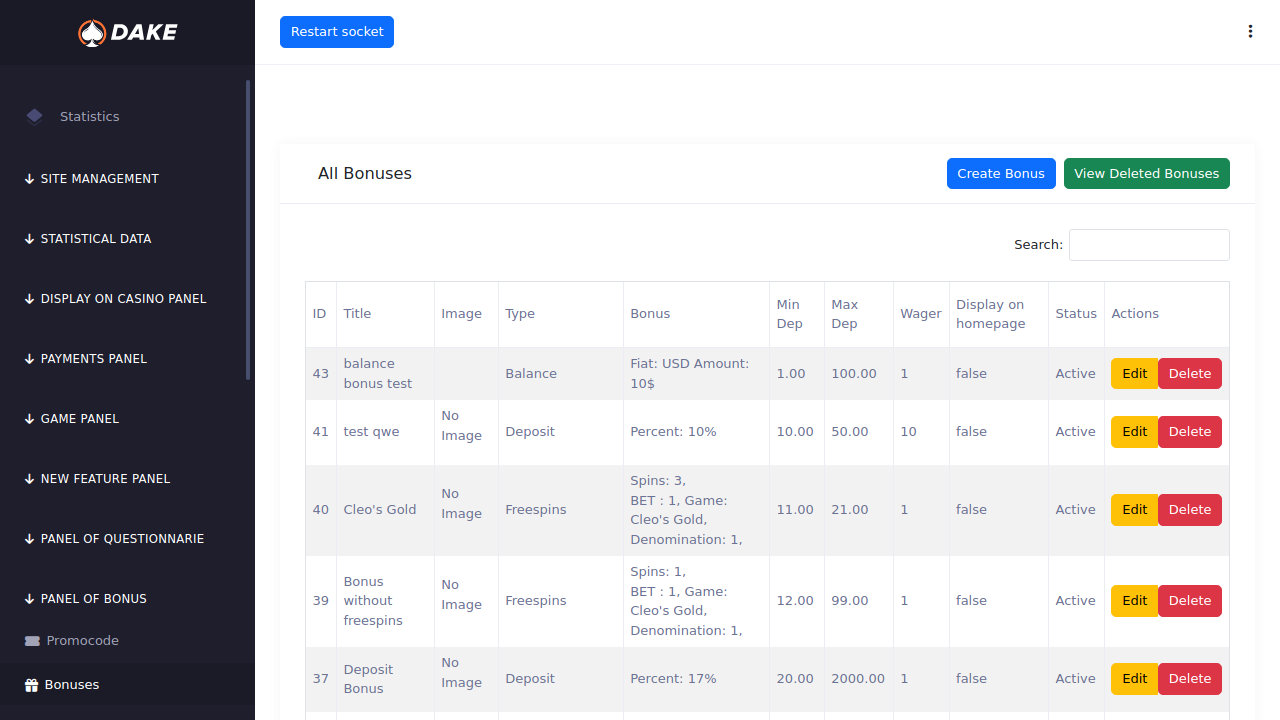 DAKE
Restart socket
Statistics
SITE MANAGEMENT
STATISTICAL DATA
DISPLAY ON CASINO PANEL
PAYMENTS PANEL
GAME PANEL
NEW FEATURE PANEL
PANEL OF QUESTIONNARIE
PANEL OF BONUS
Promocode
Bonuses
All Bonuses
Create Bonus
View Deleted Bonuses
Search:
ID Title Image Type Bonus Min Dep Max Dep Wager Display on homepage Status Actions
43 balance bonus test Balance Fiat: USD Amount: 10$ 1.00 100.00 1 false Active Edit Delete
41 test qwe No Image Deposit Percent: 10% 10.00 50.00 10 false Active Edit Delete
40 Cleo's Gold No Image Freespins Spins: 3, BET : 1, Game: Cleo's Gold, Denomination: 1, 11.00 21.00 1 false Active Edit Delete
39 Bonus without freespins No Image Freespins Spins: 1, BET : 1, Game: Cleo's Gold, Denomination: 1, 12.00 99.00 1 false Active Edit Delete
37 Deposit Bonus No Image Deposit Percent: 17% 20.00 2000.00 1 false Active Edit Delete